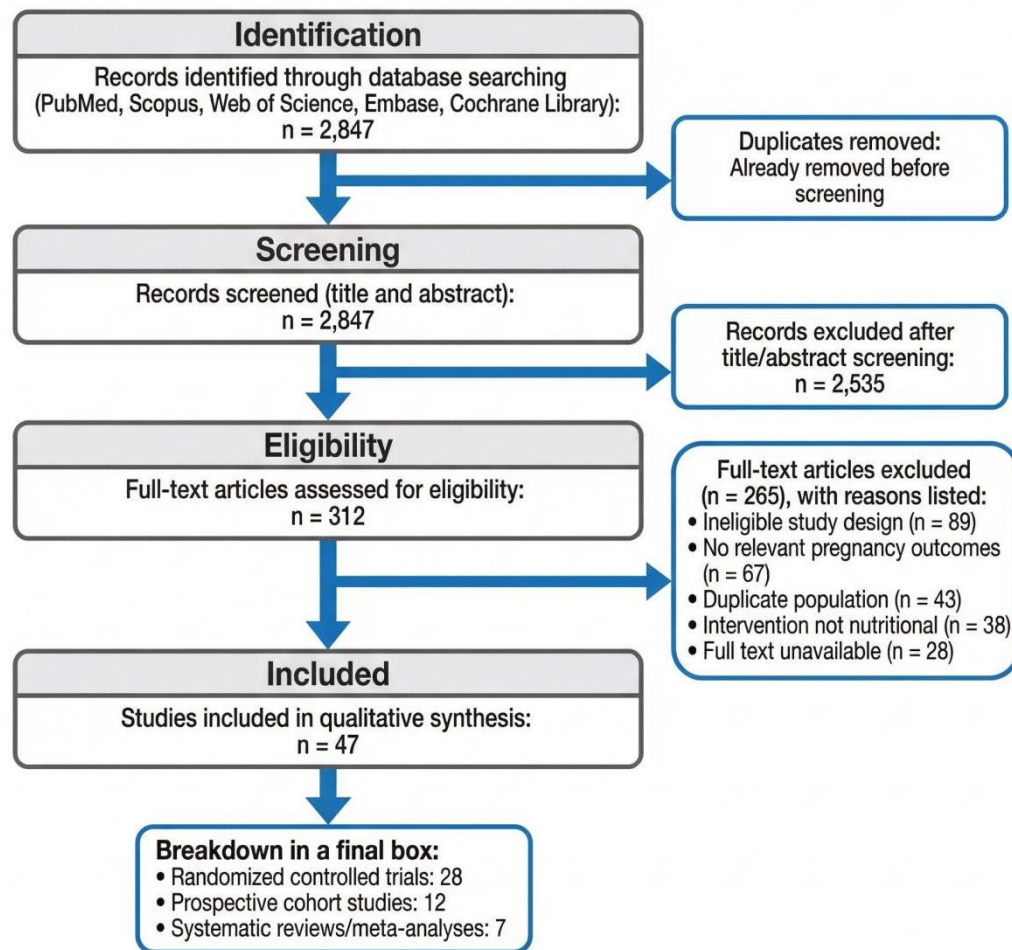 Identification
Records identified through database searching
(PubMed, Scopus, Web of Science, Embase, Cochrane Library):
n = 2,847
Duplicates removed:
Already removed before
screening
Screening
Records screened (title and abstract):
n = 2,847
Records excluded after
title/abstract screening:
n = 2,535
Eligibility
Full-text articles assessed for eligibility:
n = 312
Full-text articles excluded
(n = 265), with reasons listed:
• Ineligible study design (n = 89)
• No relevant pregnancy outcomes
(n = 67)
• Duplicate population (n = 43)
• Intervention not nutritional (n = 38)
• Full text unavailable (n = 28)
Included
Studies included in qualitative synthesis:
n = 47
Breakdown in a final box:
• Randomized controlled trials: 28
• Prospective cohort studies: 12
• Systematic reviews/meta-analyses: 7